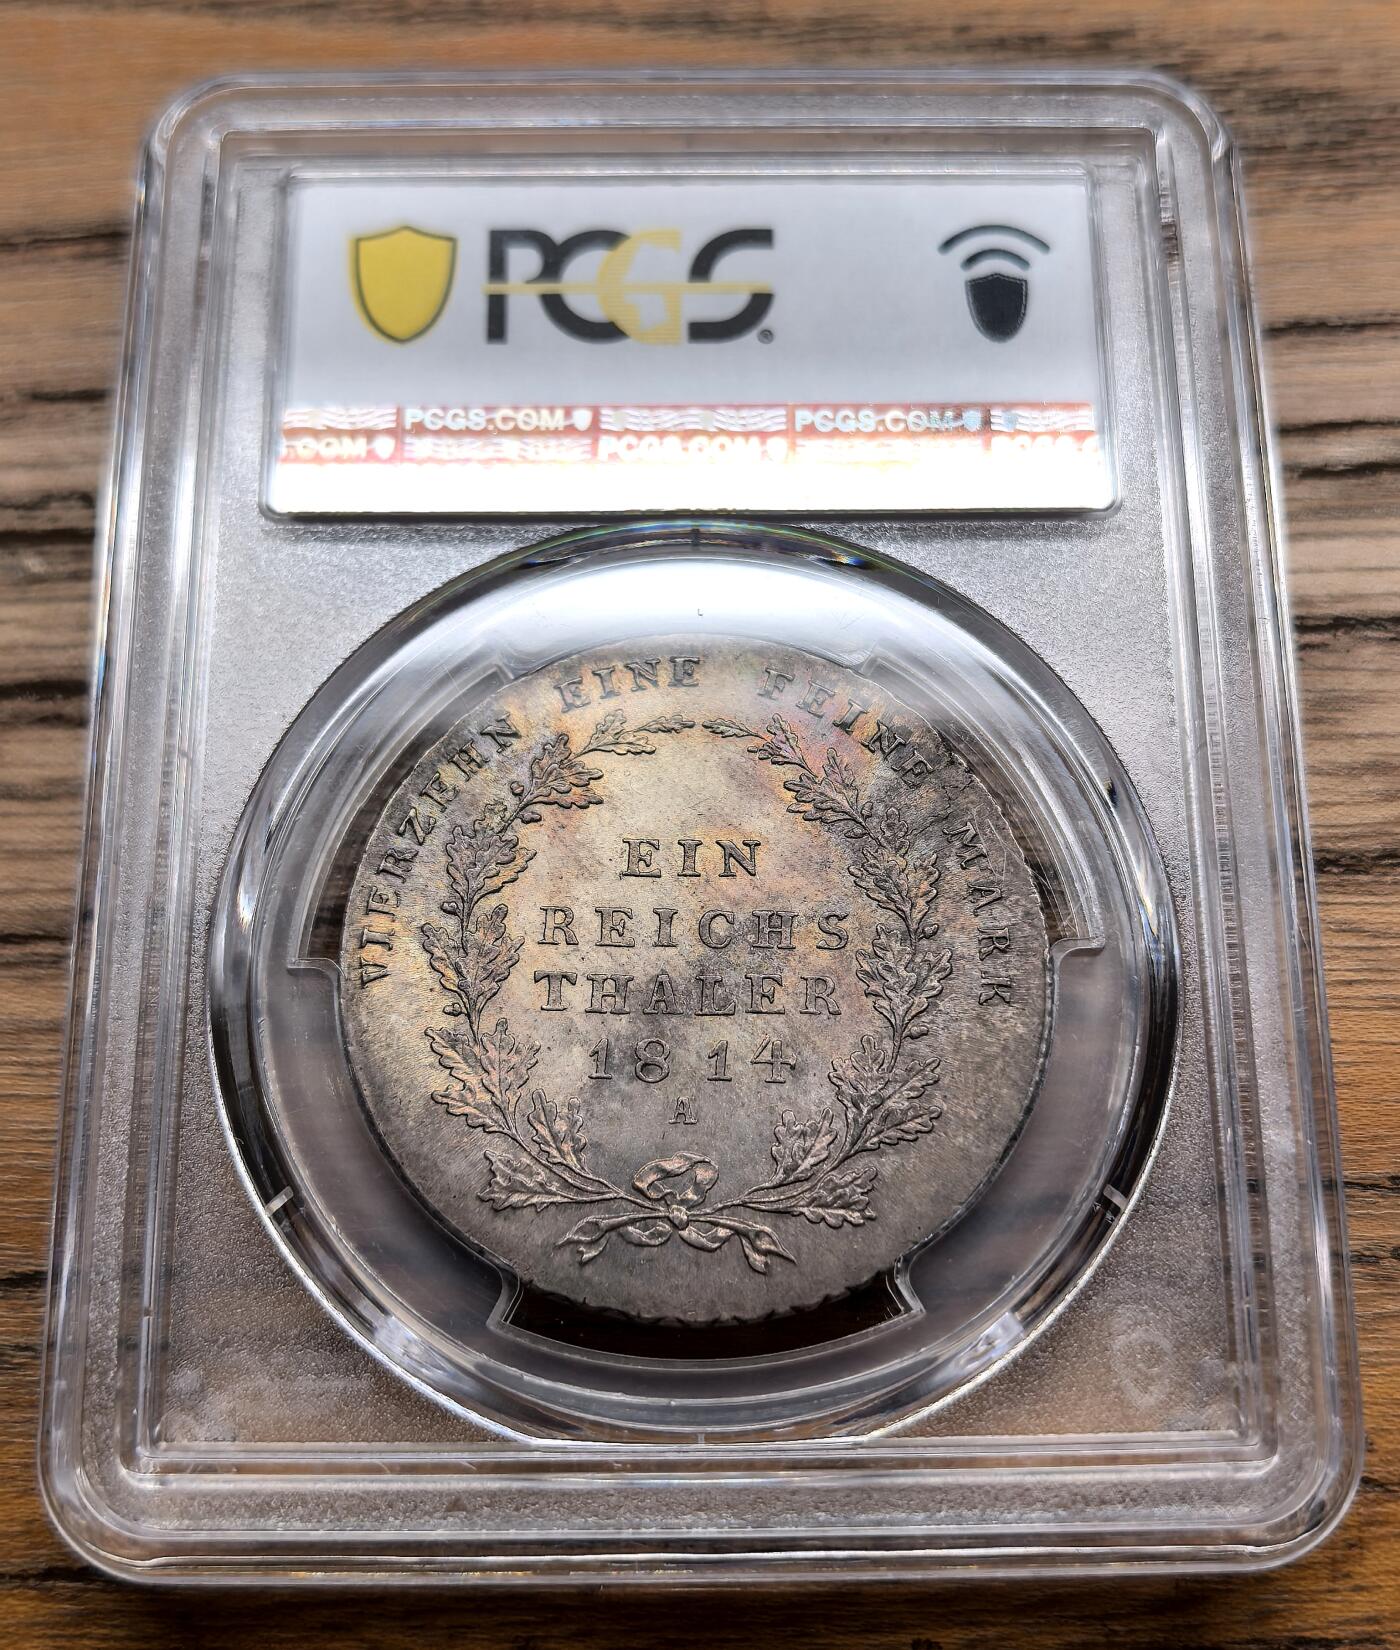 PCGS®
PCGS.COM PCGS.COM
.COM PCGS.COM PCGS.C
VIERZEHN EINE FEINE MARK
EIN
REICHS
THALER
1814
A